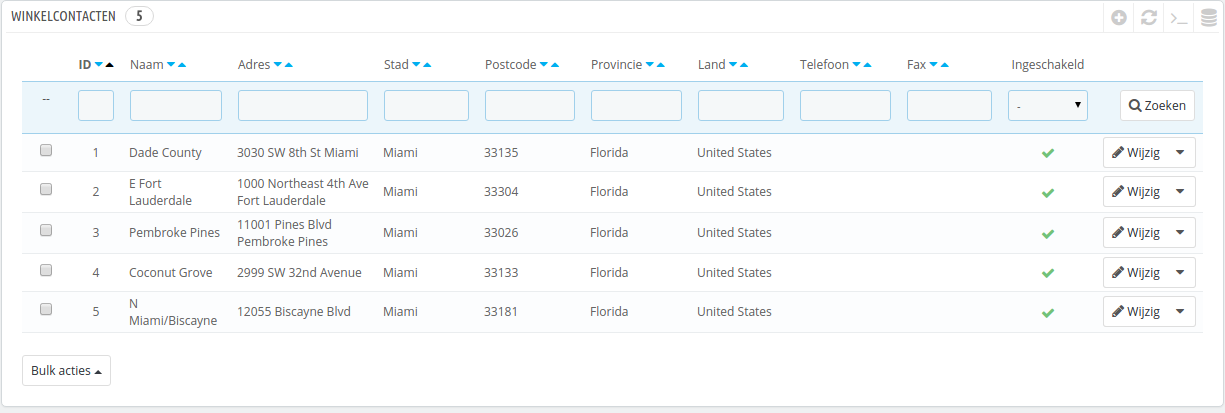 WINKELCONTACTEN 5
ID Naam Adres Stad Postcode Provincie Land Telefoon Fax Ingeschakeld
-- - Zoeken
1 Dade County 3030 SW 8th St Miami Miami 33135 Florida United States Wijzig
2 E Fort Lauderdale 1000 Northeast 4th Ave Fort Lauderdale Miami 33304 Florida United States Wijzig
3 Pembroke Pines 11001 Pines Blvd Pembroke Pines Miami 33026 Florida United States Wijzig
4 Coconut Grove 2999 SW 32nd Avenue Miami 33133 Florida United States Wijzig
5 N Miami/Biscayne 12055 Biscayne Blvd Miami 33181 Florida United States Wijzig
Bulk acties